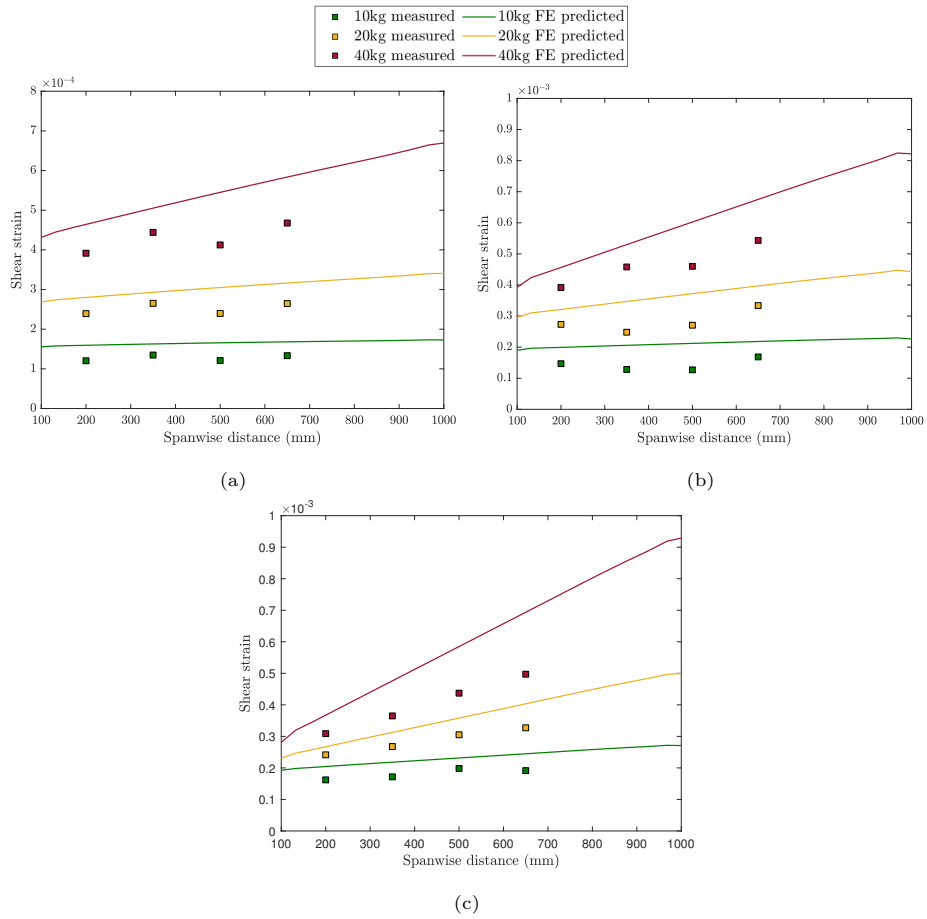 10kg measured 10kg FE predicted
20kg measured 20kg FE predicted
40kg measured 40kg FE predicted
×10⁻⁴
8
7
6
5
4
3
2
1
0
Shear strain
100 200 300 400 500 600 700 800 900 1000
Spanwise distance (mm)
(a)
×10⁻³
1
0.9
0.8
0.7
0.6
0.5
0.4
0.3
0.2
0.1
0
Shear strain
100 200 300 400 500 600 700 800 900 1000
Spanwise distance (mm)
(b)
×10⁻³
1
0.9
0.8
0.7
0.6
0.5
0.4
0.3
0.2
0.1
0
Shear strain
100 200 300 400 500 600 700 800 900 1000
Spanwise distance (mm)
(c)